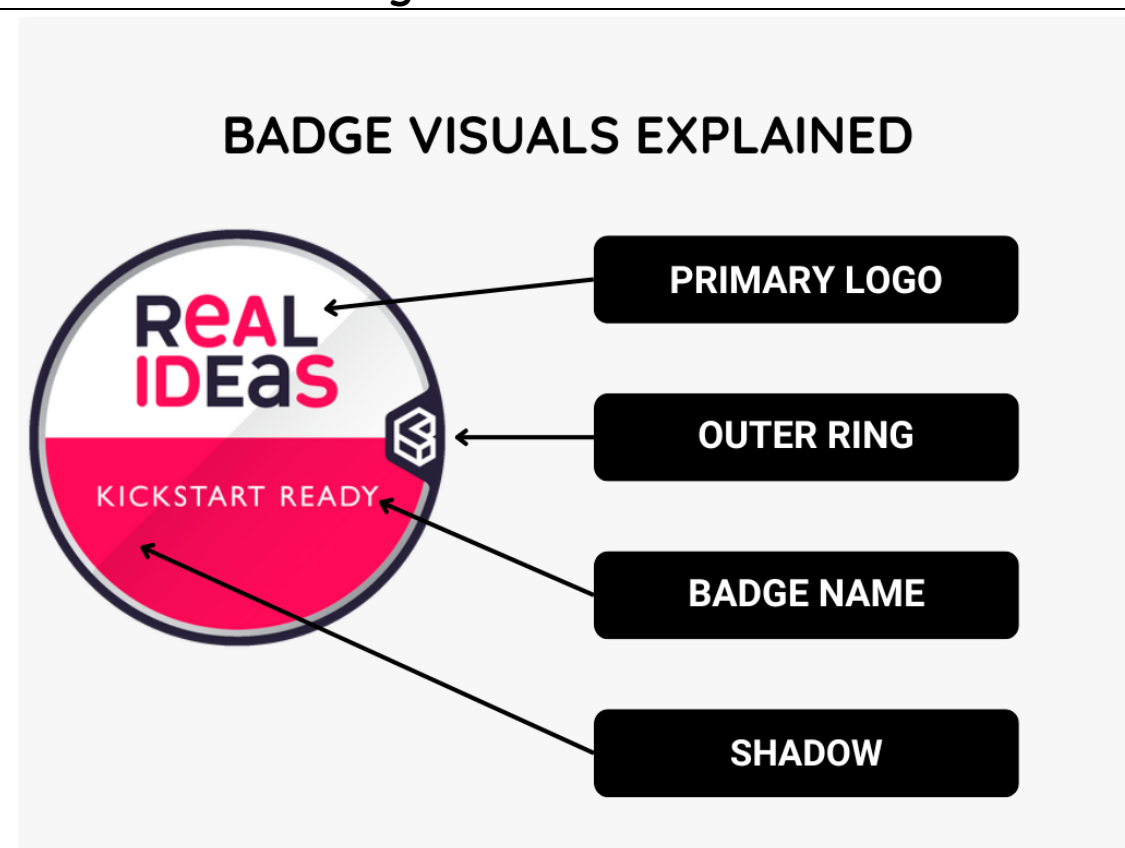 BADGE VISUALS EXPLAINED
ReAL
IDEaS
KICKSTART READY
PRIMARY LOGO
OUTER RING
BADGE NAME
SHADOW